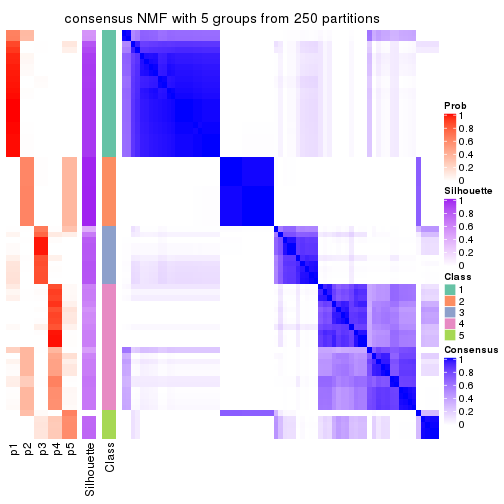 consensus NMF with 5 groups from 250 partitions
Prob
1
0.8
0.6
0.4
0.2
0
Silhouette
1
0.8
0.6
0.4
0.2
0
Class
1
2
3
4
5
Consensus
1
0.8
0.6
0.4
0.2
0
p1
p2
p3
p4
p5
Silhouette
Class